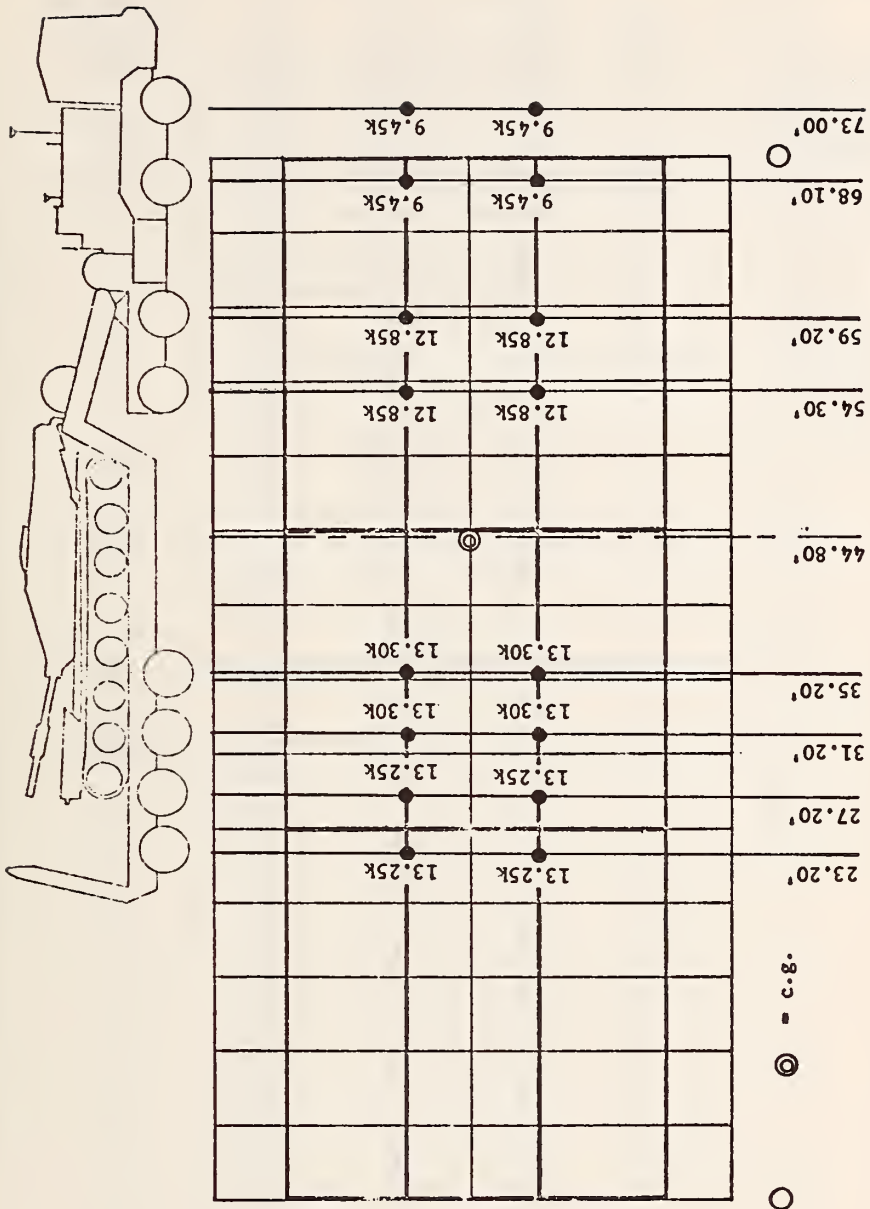 = c.g.
23.20' 13.25k 13.25k
27.20' 13.25k 13.25k
31.20' 13.30k 13.30k
35.20' 13.30k 13.30k
44.80'
54.30' 12.85k 12.85k
59.20' 12.85k 12.85k
68.10' 9.45k 9.45k
73.00' 9.45k 9.45k